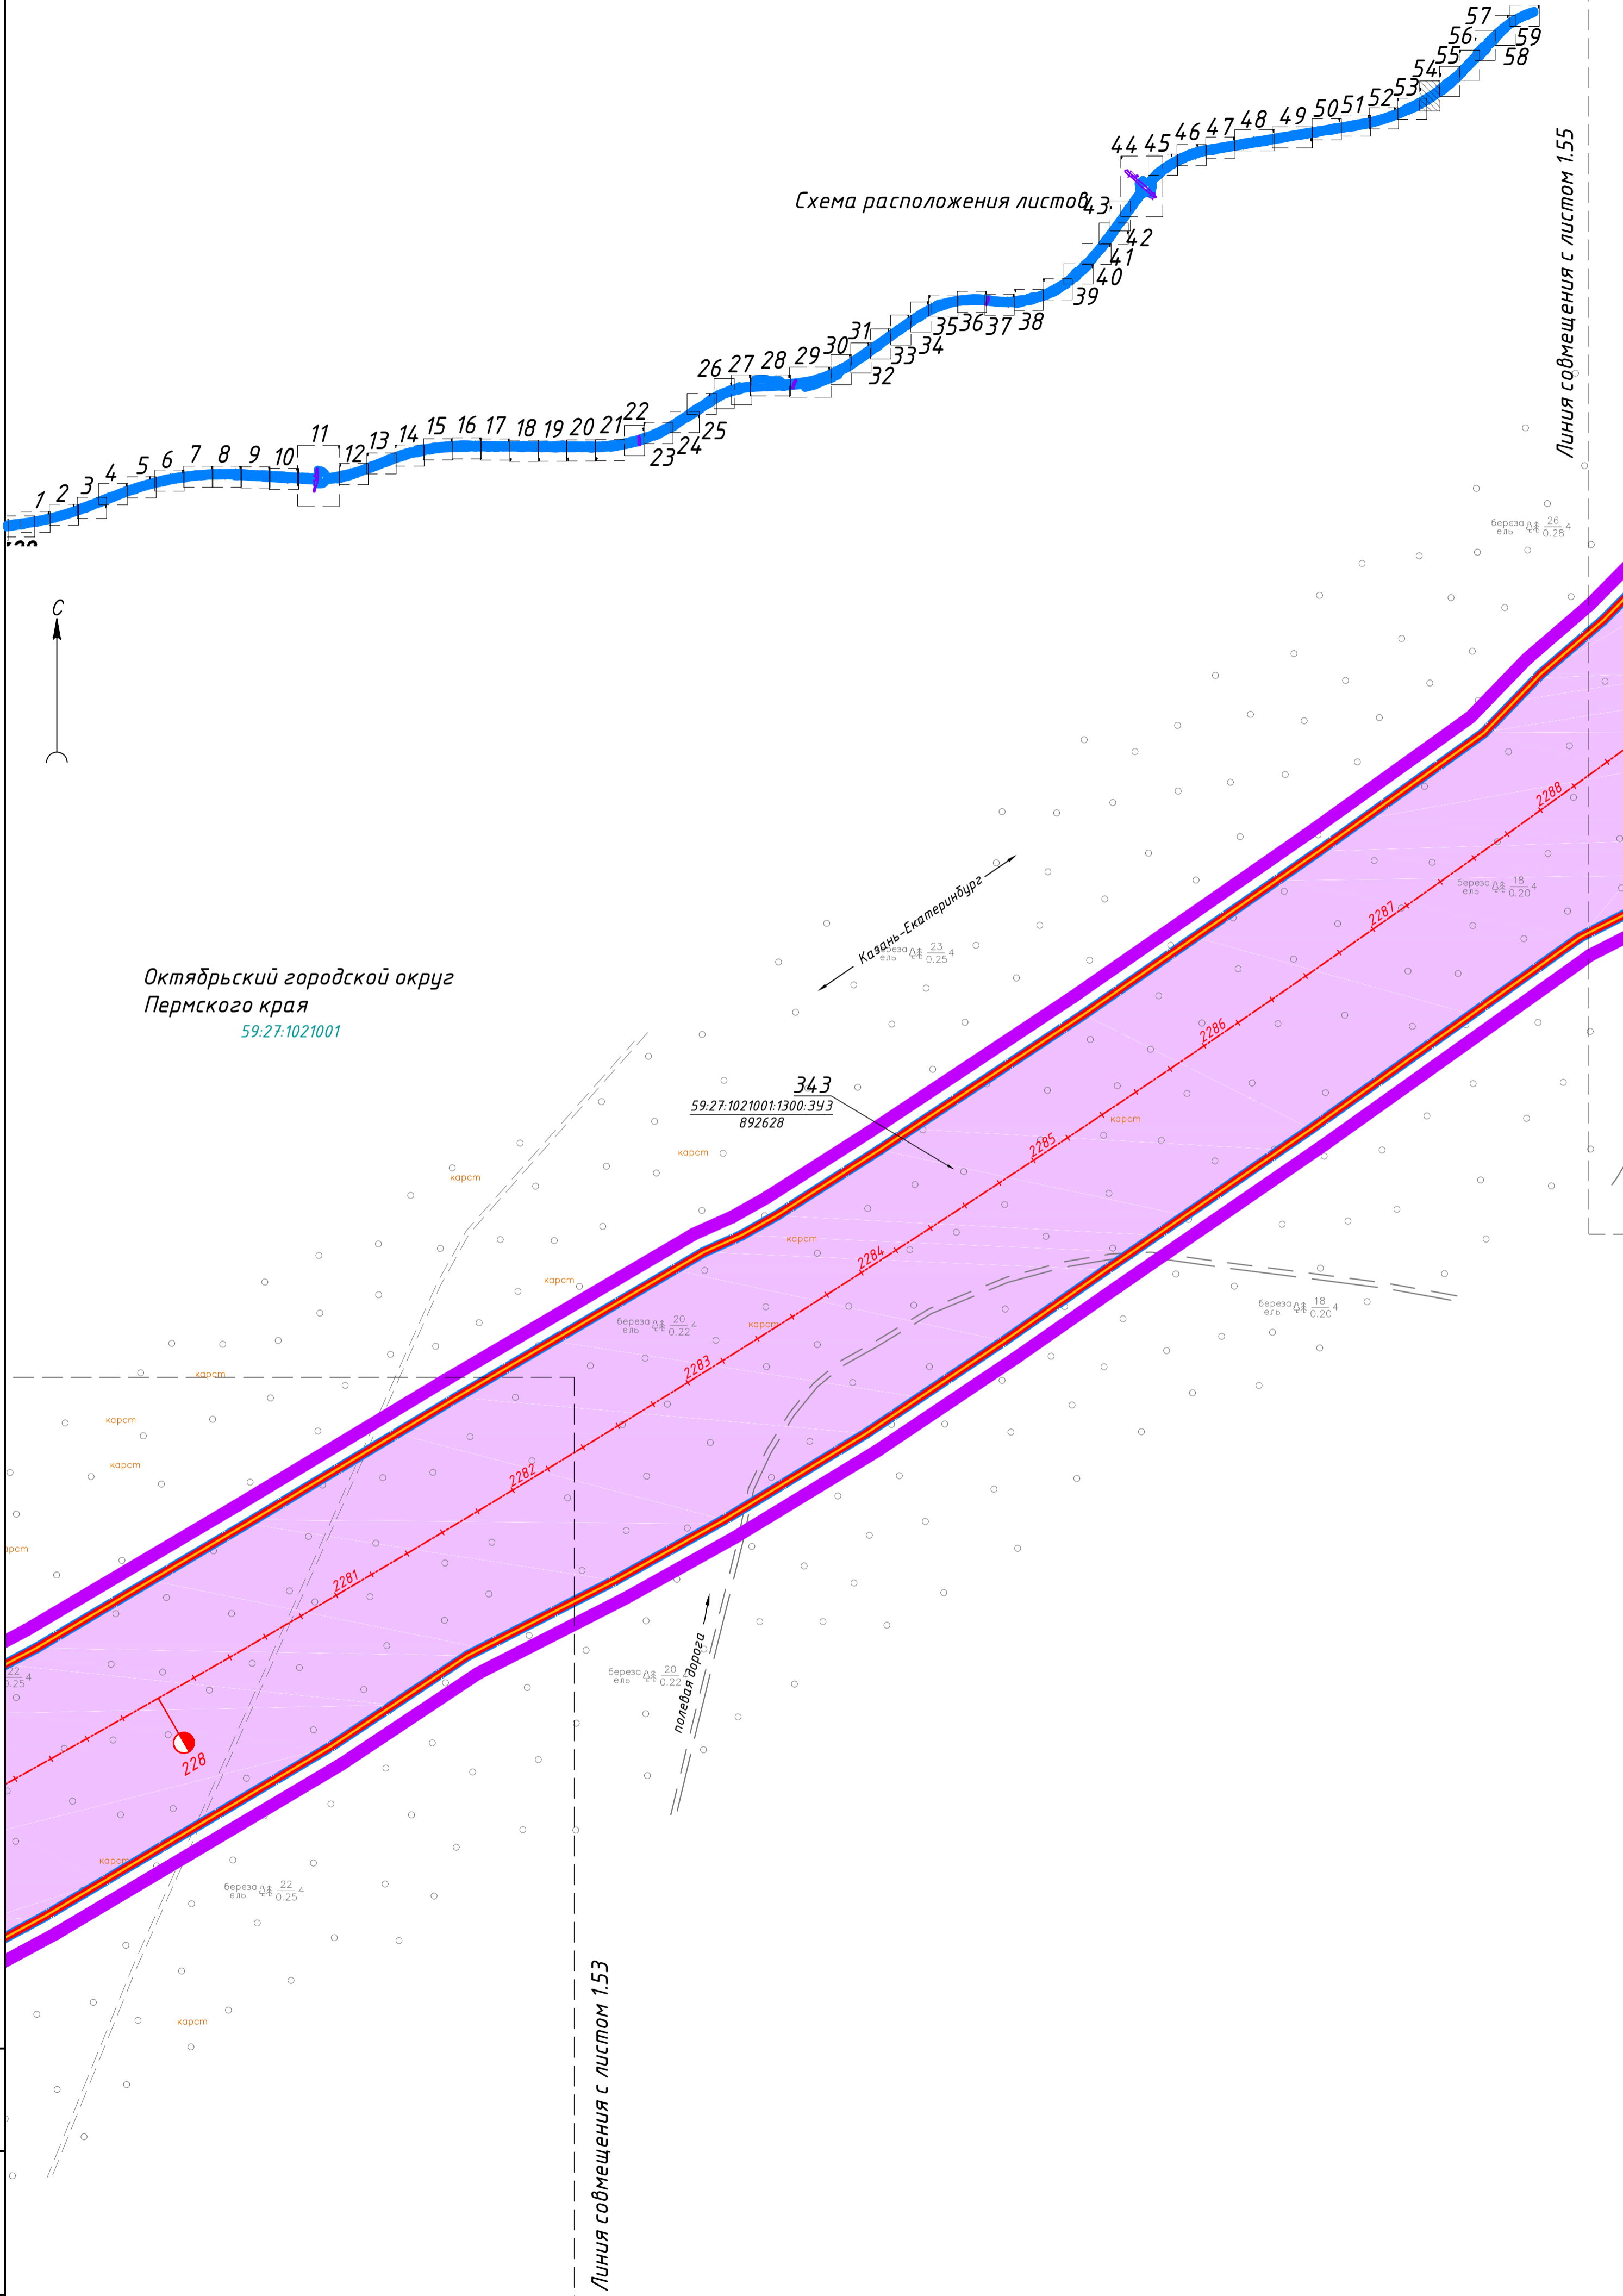 57
56
59
55
58
54
53
52
51
50
49
48
47
46
45
44
Схема расположения листов
43
42
41
40
39
38
37
36
35
34
33
32
31
30
29
28
27
26
25
24
23
22
21
20
19
18
17
16
15
14
13
12
11
10
9
8
7
6
5
4
3
2
1
Линия совмещения с листом 1.55
С
береза 26 4
ель 0.28
2288
береза 18 4
ель 0.20
2287
Казань-Екатеринбург
береза 23
ель 0.25
Октябрьский городской округ
Пермского края
59:27:1021001
2286
343
59:27:1021001:1300:ЗУ3
892628
карст
2285
карст
карст
карст
2284
карст
береза 18 4
ель 0.20
береза 20 4
ель 0.22
карст
2283
карст
карст
карст
2282
2281
22 4
0.25
береза 20 4
ель 0.22
полевая дорога
228
карст
береза 22 4
ель 0.25
карст
Линия совмещения с листом 1.53